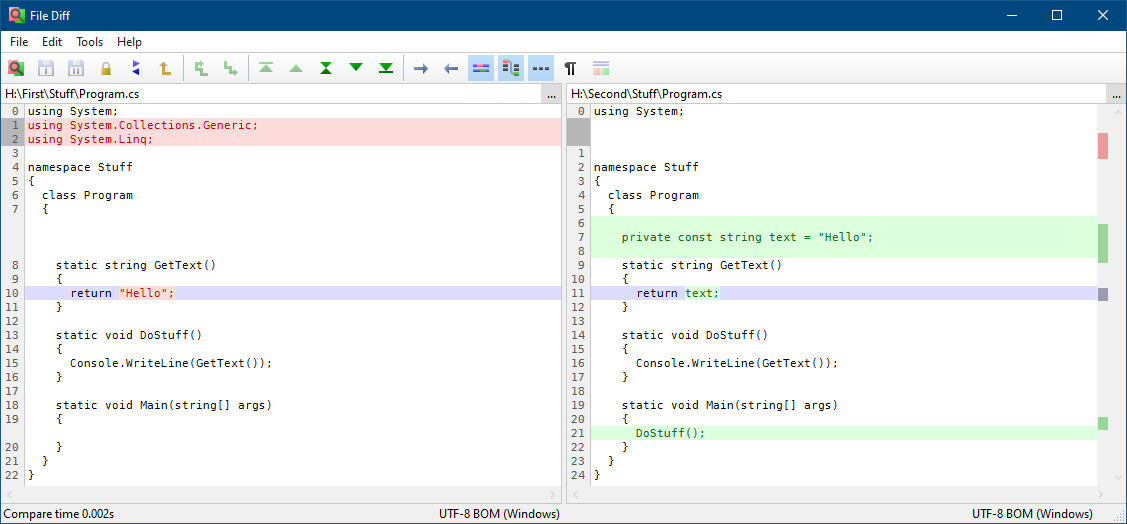 File Diff
File Edit Tools Help
H:\First\Stuff\Program.cs ...
0 using System;
1 using System.Collections.Generic;
2 using System.Linq;
3
4 namespace Stuff
5 {
6 class Program
7 {
8 static string GetText()
9 {
10 return "Hello";
11 }
12
13 static void DoStuff()
14 {
15 Console.WriteLine(GetText());
16 }
17
18 static void Main(string[] args)
19 {
20 }
21 }
22 }
H:\Second\Stuff\Program.cs ...
0 using System;
1
2 namespace Stuff
3 {
4 class Program
5 {
6
7 private const string text = "Hello";
8
9 static string GetText()
10 {
11 return text;
12 }
13
14 static void DoStuff()
15 {
16 Console.WriteLine(GetText());
17 }
18
19 static void Main(string[] args)
20 {
21 DoStuff();
22 }
23 }
24 }
Compare time 0.002s UTF-8 BOM (Windows) UTF-8 BOM (Windows)